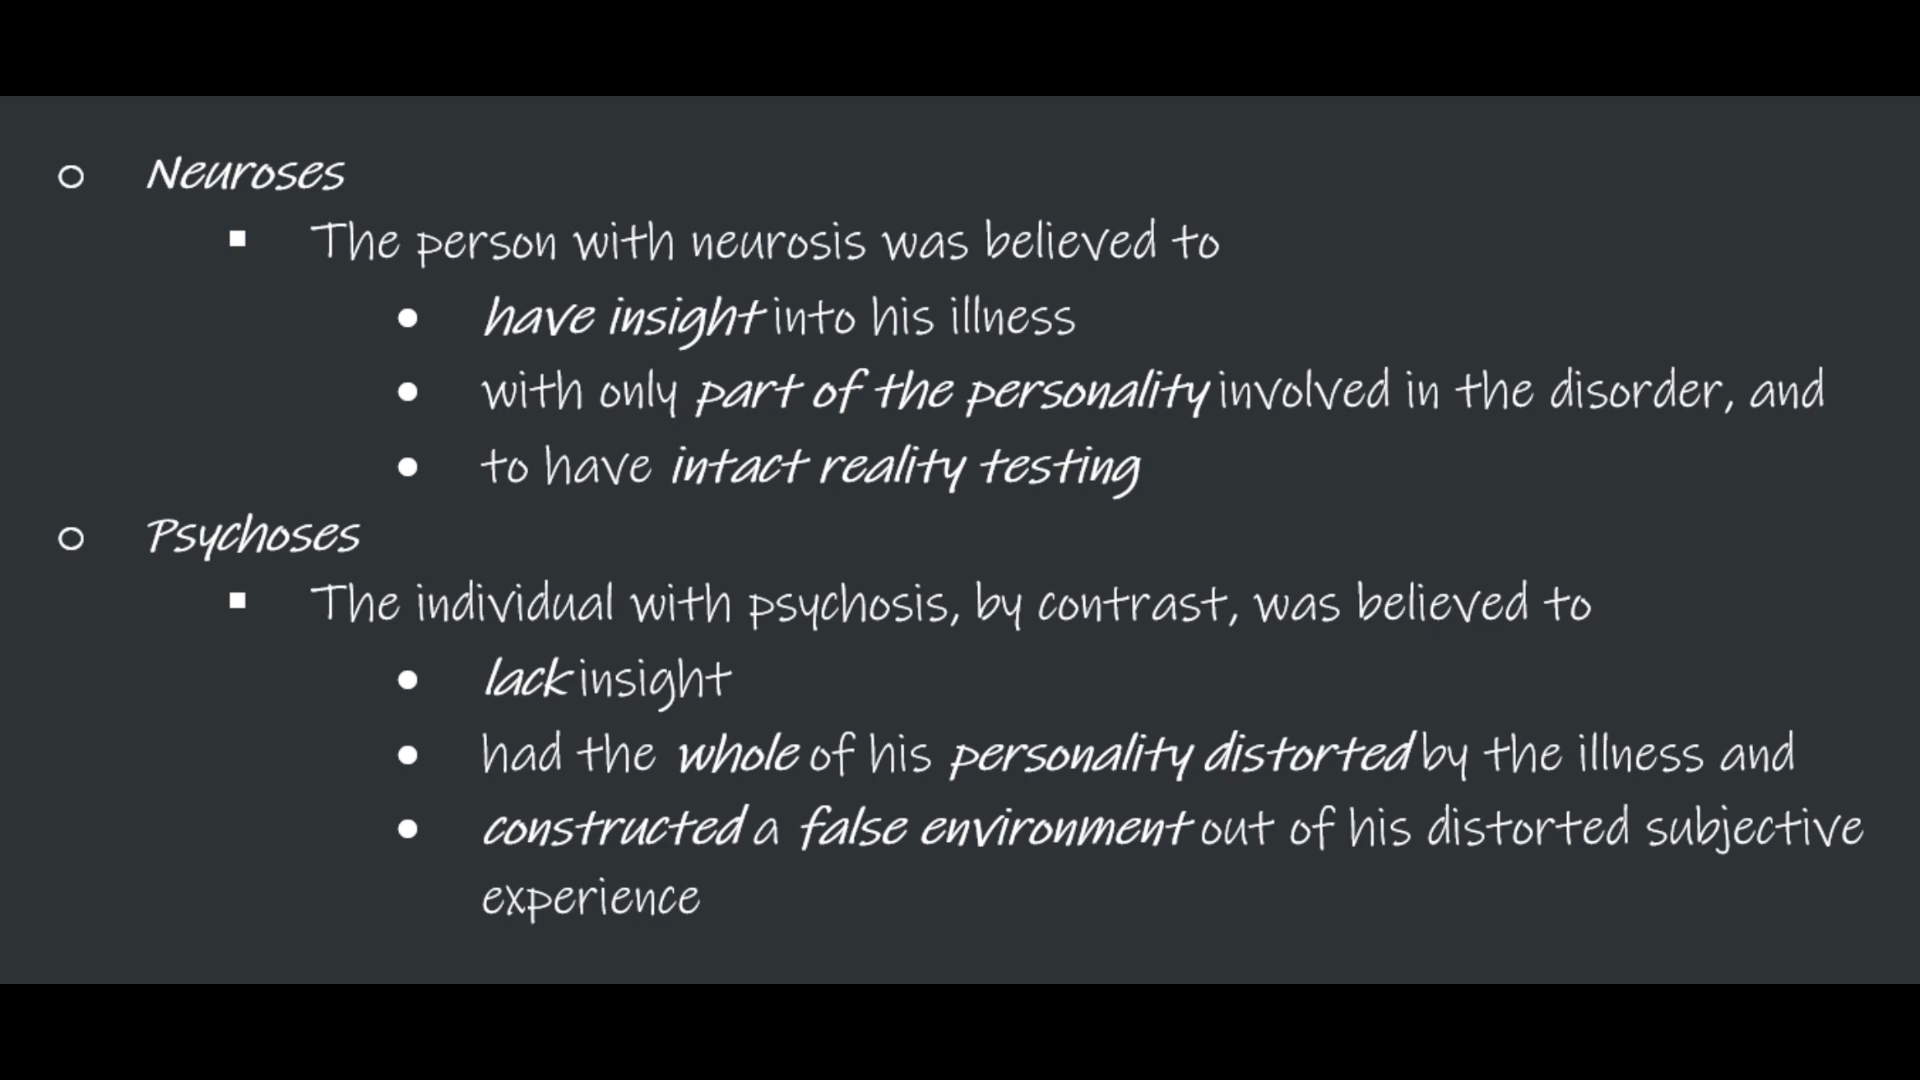 Neuroses
The person with neurosis was believed to
have insight into his illness
with only part of the personality involved in the disorder, and
to have intact reality testing
Psychoses
The individual with psychosis, by contrast, was believed to
lack insight
had the whole of his personality distorted by the illness and
constructed a false environment out of his distorted subjective
experience